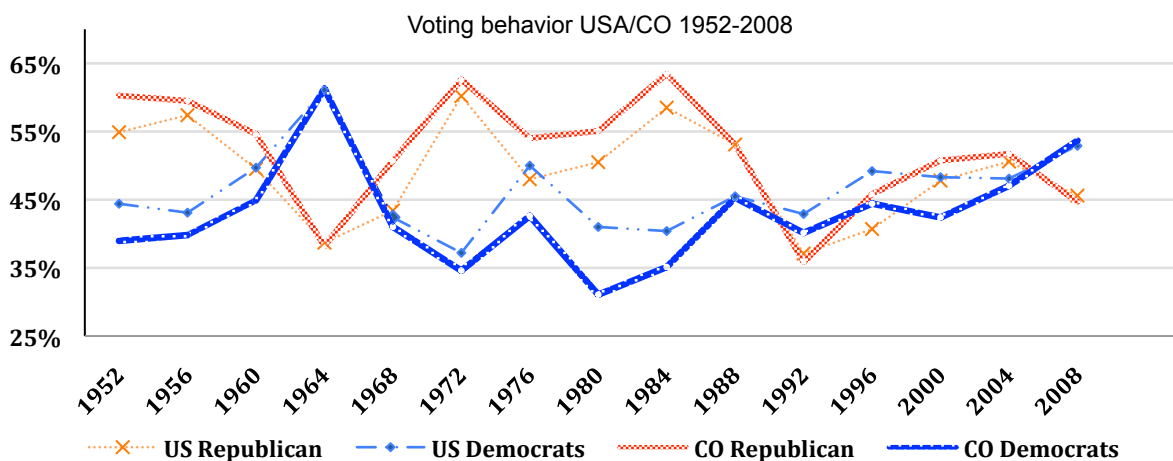 Voting behavior USA/CO 1952-2008
65%
55%
45%
35%
25%
1952 1956 1960 1964 1968 1972 1976 1980 1984 1988 1992 1996 2000 2004 2008
US Republican US Democrats CO Republican CO Democrats